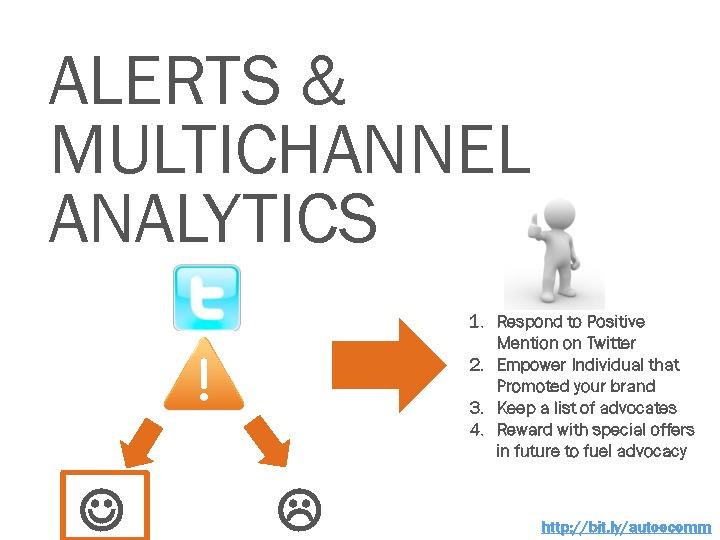 ALERTS &
MULTICHANNEL
ANALYTICS
t
!
1. Respond to Positive
Mention on Twitter
2. Empower Individual that
Promoted your brand
3. Keep a list of advocates
4. Reward with special offers
in future to fuel advocacy
http://bit.ly/autoecomm